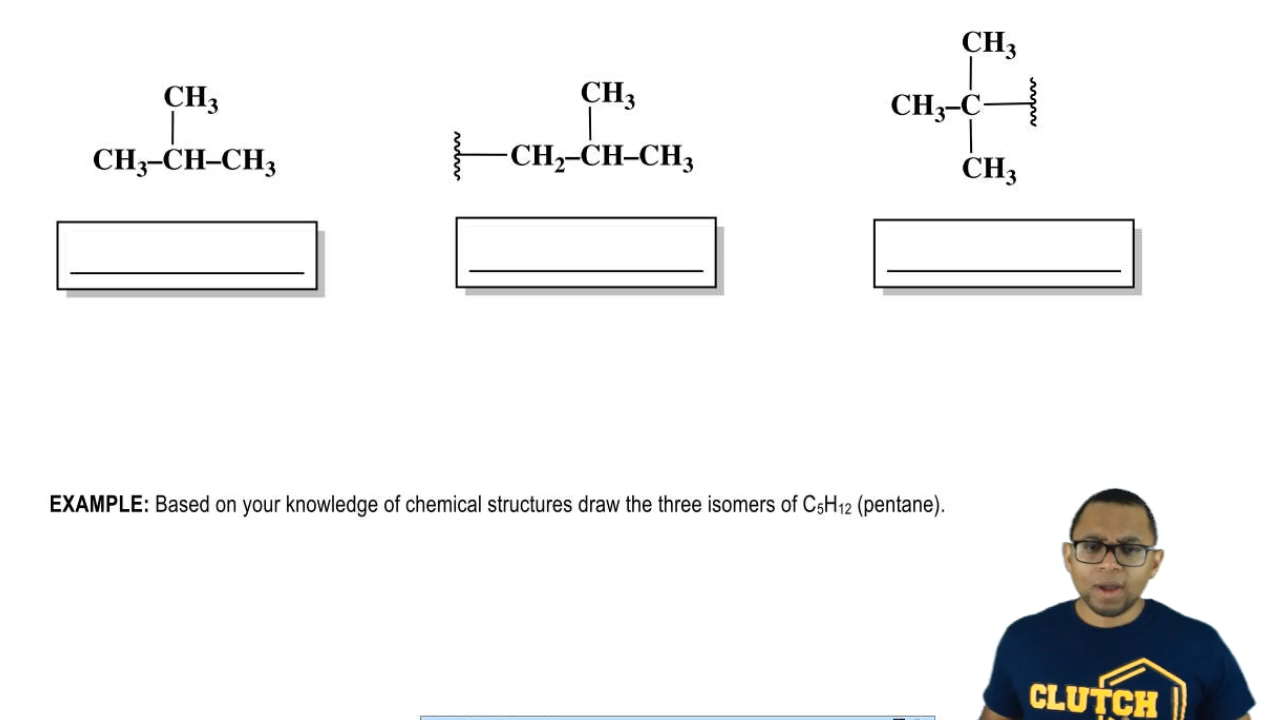 CH₃
CH₃–CH–CH₃
CH₃
CH₂–CH–CH₃
CH₃
CH₃–C
CH₃
EXAMPLE: Based on your knowledge of chemical structures draw the three isomers of C₅H₁₂ (pentane).
CLUTCH